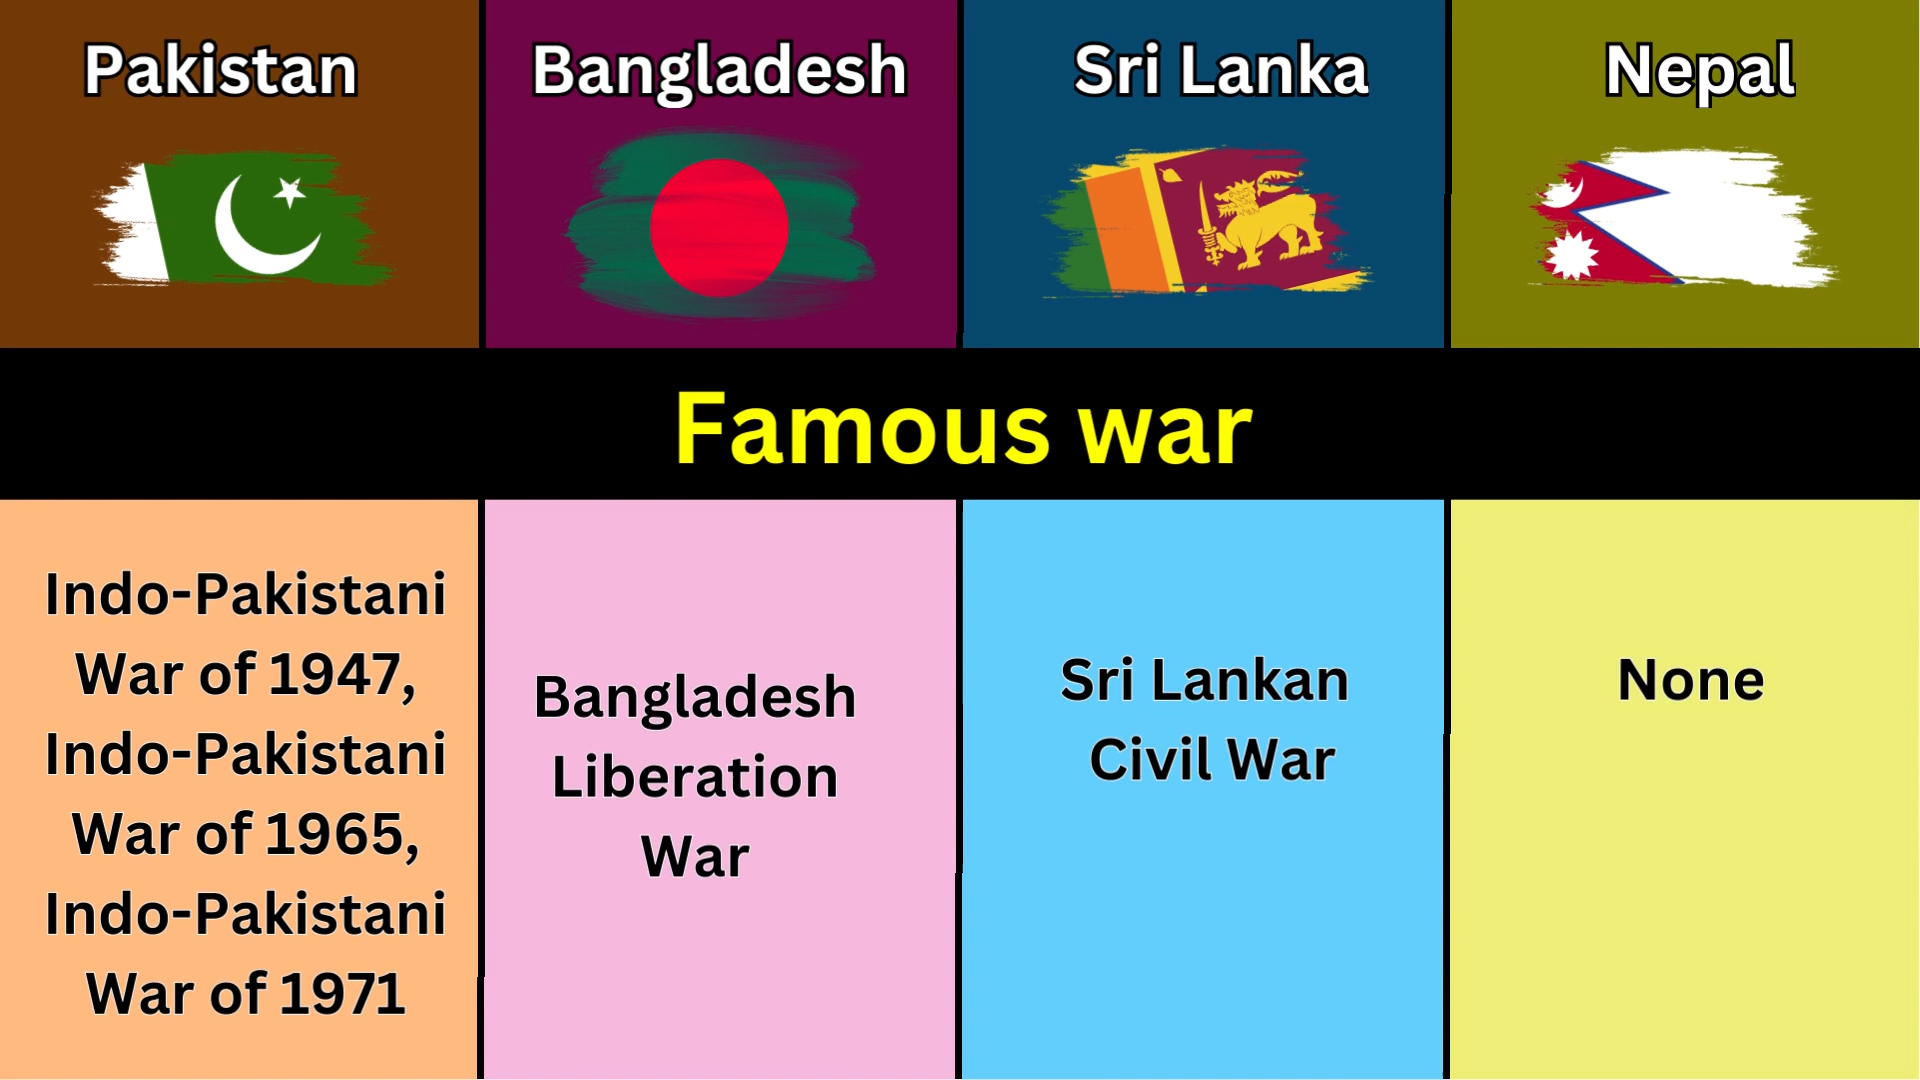 Pakistan
Bangladesh
Sri Lanka
Nepal
Famous war
Indo-Pakistani
War of 1947,
Indo-Pakistani
War of 1965,
Indo-Pakistani
War of 1971
Bangladesh
Liberation
War
Sri Lankan
Civil War
None